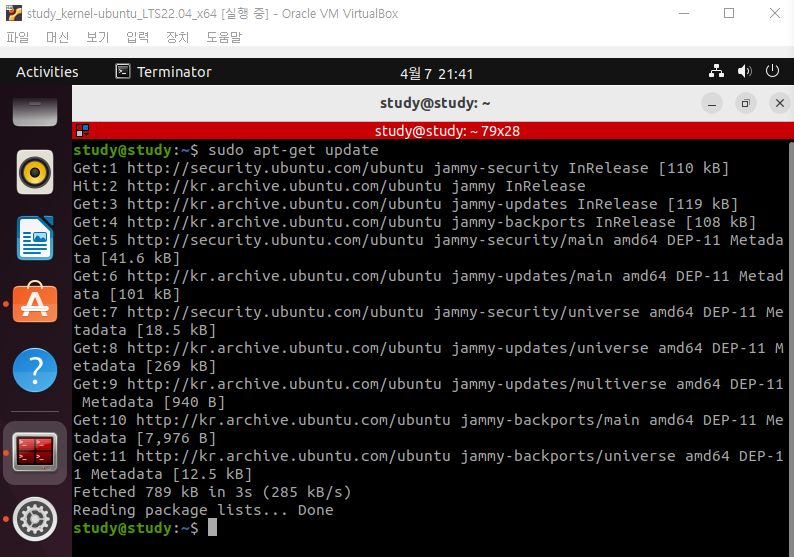 study_kernel-ubuntu_LTS22.04_x64 [실행 중] - Oracle VM VirtualBox
파일 머신 보기 입력 장치 도움말
Activities Terminator 4월 7 21:41
study@study: ~
study@study: ~ 79x28
study@study:~$ sudo apt-get update
Get:1 http://security.ubuntu.com/ubuntu jammy-security InRelease [110 kB]
Hit:2 http://kr.archive.ubuntu.com/ubuntu jammy InRelease
Get:3 http://kr.archive.ubuntu.com/ubuntu jammy-updates InRelease [119 kB]
Get:4 http://kr.archive.ubuntu.com/ubuntu jammy-backports InRelease [108 kB]
Get:5 http://security.ubuntu.com/ubuntu jammy-security/main amd64 DEP-11 Metada
ta [41.6 kB]
Get:6 http://kr.archive.ubuntu.com/ubuntu jammy-updates/main amd64 DEP-11 Metad
ata [101 kB]
Get:7 http://security.ubuntu.com/ubuntu jammy-security/universe amd64 DEP-11 Me
tadata [18.5 kB]
Get:8 http://kr.archive.ubuntu.com/ubuntu jammy-updates/universe amd64 DEP-11 M
etadata [269 kB]
Get:9 http://kr.archive.ubuntu.com/ubuntu jammy-updates/multiverse amd64 DEP-11
 Metadata [940 B]
Get:10 http://kr.archive.ubuntu.com/ubuntu jammy-backports/main amd64 DEP-11 Me
tadata [7,976 B]
Get:11 http://kr.archive.ubuntu.com/ubuntu jammy-backports/universe amd64 DEP-1
1 Metadata [12.5 kB]
Fetched 789 kB in 3s (285 kB/s)
Reading package lists... Done
study@study:~$